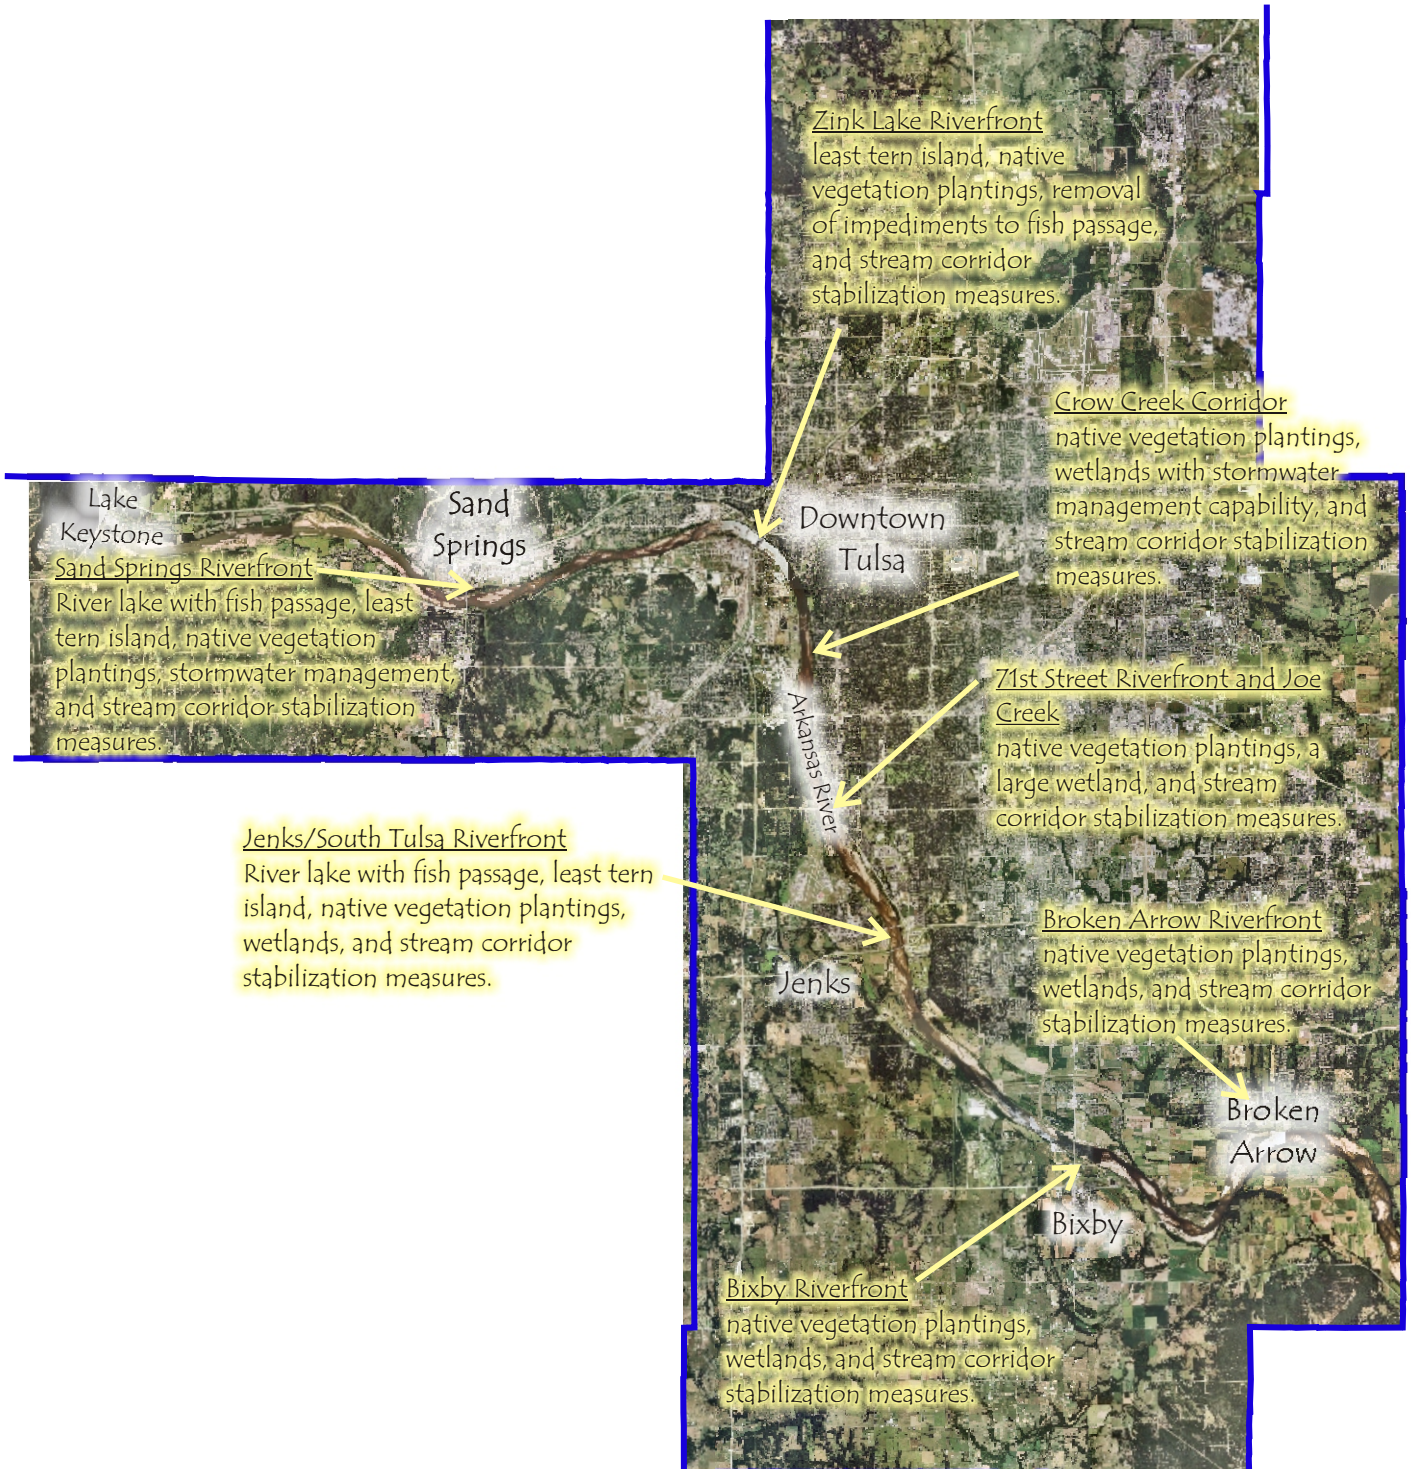 Zink Lake Riverfront
least tern island, native
vegetation plantings, removal
of impediments to fish passage,
and stream corridor
stabilization measures.
Crow Creek Corridor
native vegetation plantings,
wetlands with stormwater
management capability, and
stream corridor stabilization
measures.
Lake
Keystone
Sand
Springs
Downtown
Tulsa
Sand Springs Riverfront
River lake with fish passage, least
tern island, native vegetation
plantings, stormwater management,
and stream corridor stabilization
measures.
Arkansas River
71st Street Riverfront and Joe
Creek
native vegetation plantings, a
large wetland, and stream
corridor stabilization measures.
Jenks/South Tulsa Riverfront
River lake with fish passage, least tern
island, native vegetation plantings,
wetlands, and stream corridor
stabilization measures.
Jenks
Broken Arrow Riverfront
native vegetation plantings,
wetlands, and stream corridor
stabilization measures.
Broken
Arrow
Bixby
Bixby Riverfront
native vegetation plantings,
wetlands, and stream corridor
stabilization measures.